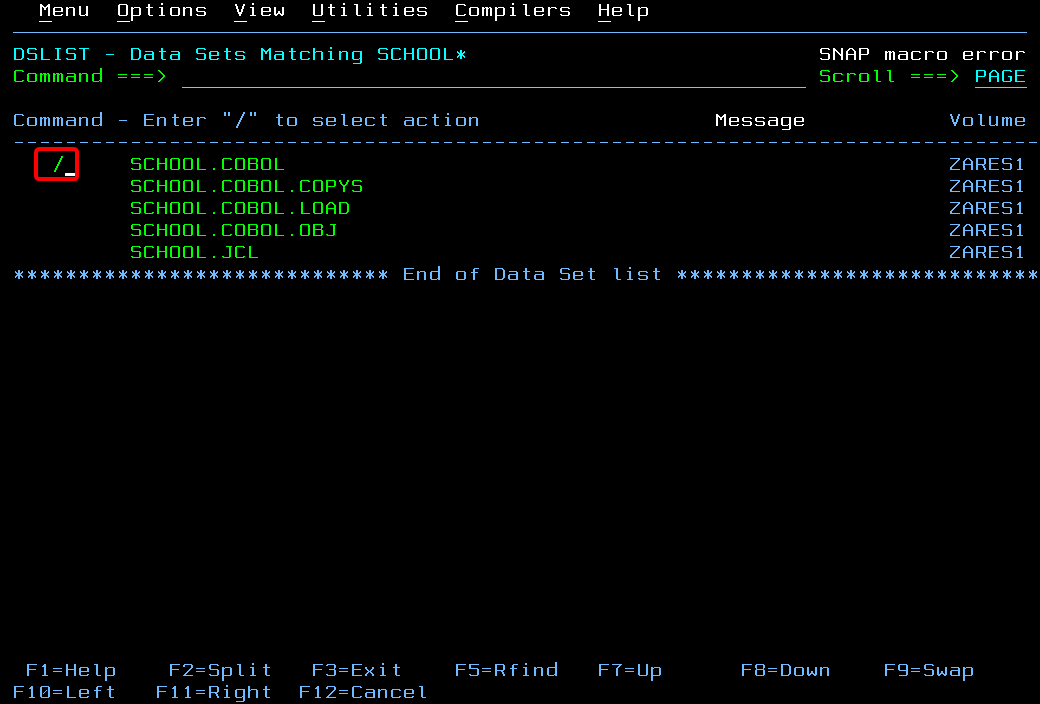 Menu Options View Utilities Compilers Help
DSLIST - Data Sets Matching SCHOOL* SNAP macro error
Command ===> Scroll ===> PAGE
Command - Enter "/" to select action Message Volume
-------------------------------------------------------------------------------
/ SCHOOL.COBOL ZARES1
SCHOOL.COBOL.COPYS ZARES1
SCHOOL.COBOL.LOAD ZARES1
SCHOOL.COBOL.OBJ ZARES1
SCHOOL.JCL ZARES1
***************************** End of Data Set list ****************************
F1=Help F2=Split F3=Exit F5=Rfind F7=Up F8=Down F9=Swap
F10=Left F11=Right F12=Cancel